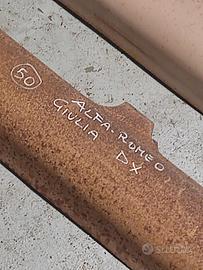 50
ALFA-ROMEO
GIULIA DX
subito